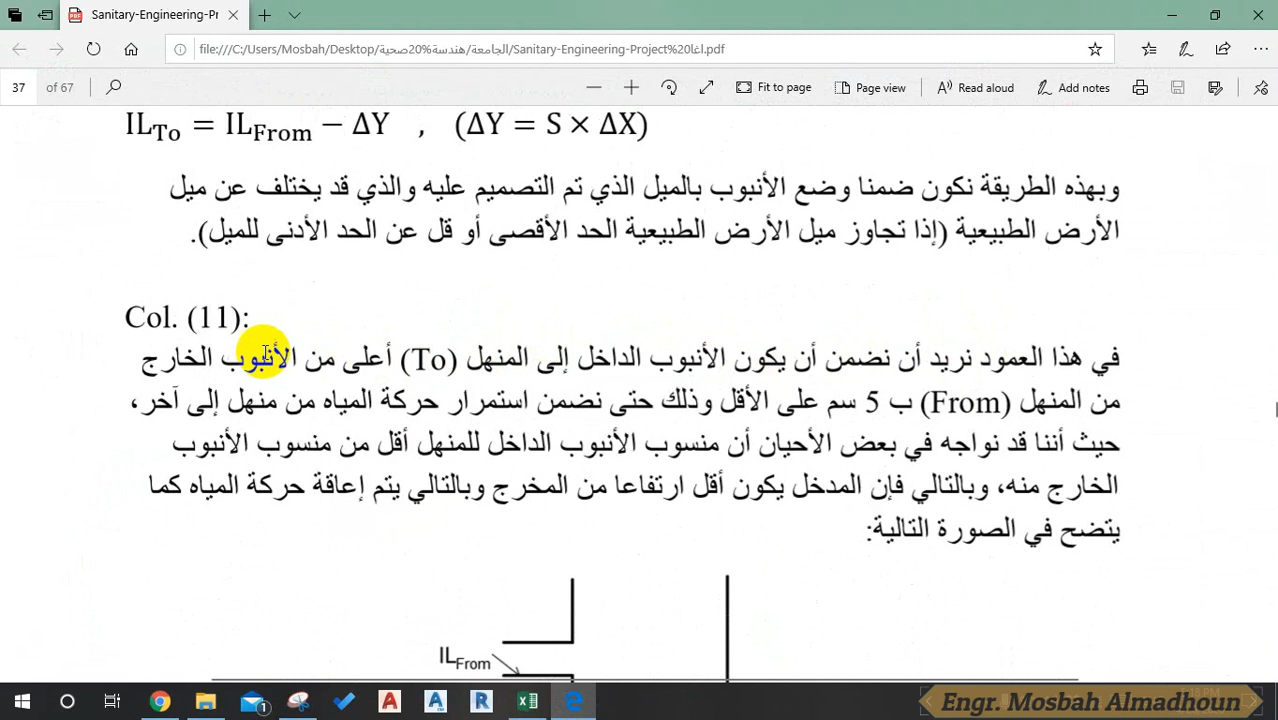 Sanitary-Engineering-Pr
file:///C:/Users/Mosbah/Desktop/الجامعة/هندسة%20صحية/Sanitary-Engineering-Project%20اغا.pdf
37 of 67
Fit to page
Page view
Read aloud
Add notes
IL_To = IL_From − ΔY , (ΔY = S × ΔX)
وبهذه الطريقة نكون ضمنا وضع الأنبوب بالميل الذي تم التصميم عليه والذي قد يختلف عن ميل
الأرض الطبيعية (إذا تجاوز ميل الأرض الطبيعية الحد الأقصى أو قل عن الحد الأدنى للميل).
Col. (11):
في هذا العمود نريد أن نضمن أن يكون الأنبوب الداخل إلى المنهل (To) أعلى من الأنبوب الخارج
من المنهل (From) ب 5 سم على الأقل وذلك حتى نضمن استمرار حركة المياه من منهل إلى آخر،
حيث أننا قد نواجه في بعض الأحيان أن منسوب الأنبوب الداخل للمنهل أقل من منسوب الأنبوب
الخارج منه، وبالتالي فإن المدخل يكون أقل ارتفاعا من المخرج وبالتالي يتم إعاقة حركة المياه كما
يتضح في الصورة التالية:
IL_From
1
Engr. Mosbah Almadhoun